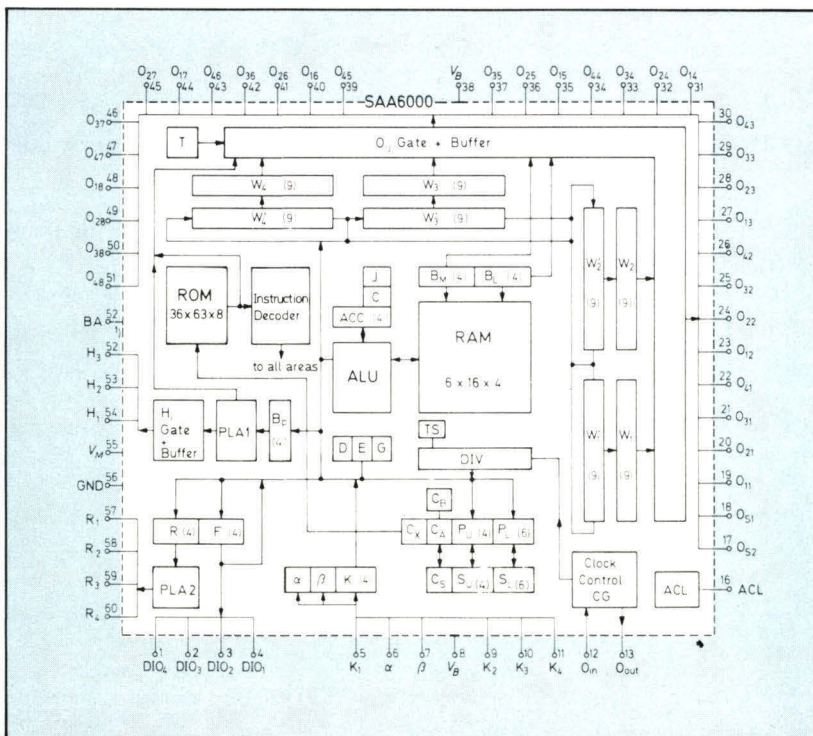 O27 O17 O46 O36 O26 O16 O45 VB O35 O25 O15 O44 O34 O24 O14
45 44 43 42 41 40 39 38 37 36 35 34 33 32 31
SAA6000
O37 46
O47 47
O18 48
O28 49
O38 50
O48 51
BA 52
1
H3 52
H2 53
H1 54
VM 55
GND 56
R1 57
R2 58
R3 59
R4 60
T
Oij Gate + Buffer
W4 (9)
W3 (9)
W'4 (9)
W'3 (9)
ROM
36 x 63 x 8
Instruction
Decoder
to all areas
J
C
ACC (4
ALU
BM (4)
BL (4)
RAM
6 x 16 x 4
W'2
(9)
W2
(9)
W'1
(9)
W1
(9)
Hi
Gate
+
Buffer
PLA1
BP
D E G
TS
DIV
R (4) F (4)
PLA2
α β K (4
CB
CX CA PU (4) PL (6)
CS SU (4) SL (6)
Clock
Control
CG
ACL
30 O43
29 O33
28 O23
27 O13
26 O42
25 O32
24 O22
23 O12
22 O41
21 O31
20 O21
19 O11
18 OS1
17 OS2
16 ACL
1 2 3 4 5 6 7 8 9 10 11 12 13
DIO4 DIO3 DIO2 DIO1 K1 α β VB K2 K3 K4 Oin Oout